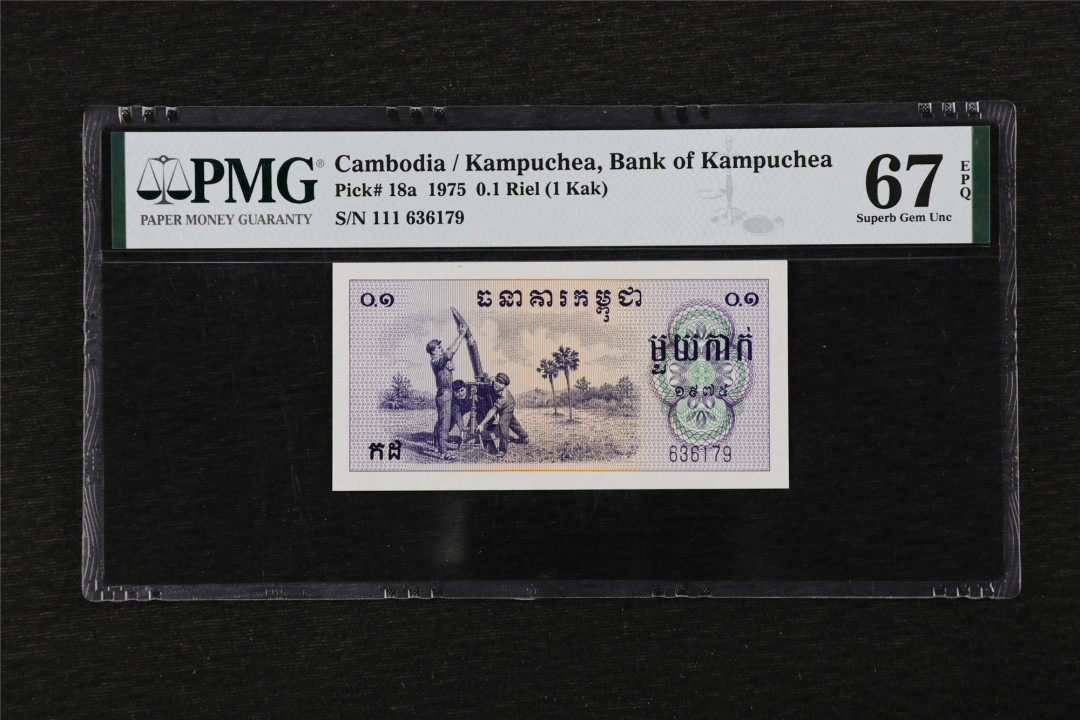 PMG®
PAPER MONEY GUARANTY
Cambodia / Kampuchea, Bank of Kampuchea
Pick# 18a 1975 0.1 Riel (1 Kak)
S/N 111 636179
67
EPQ
Superb Gem Unc
០.១ ធនាគារកម្ពុជា ០.១
មួយកាក់
១៩៧៥
កដ 636179